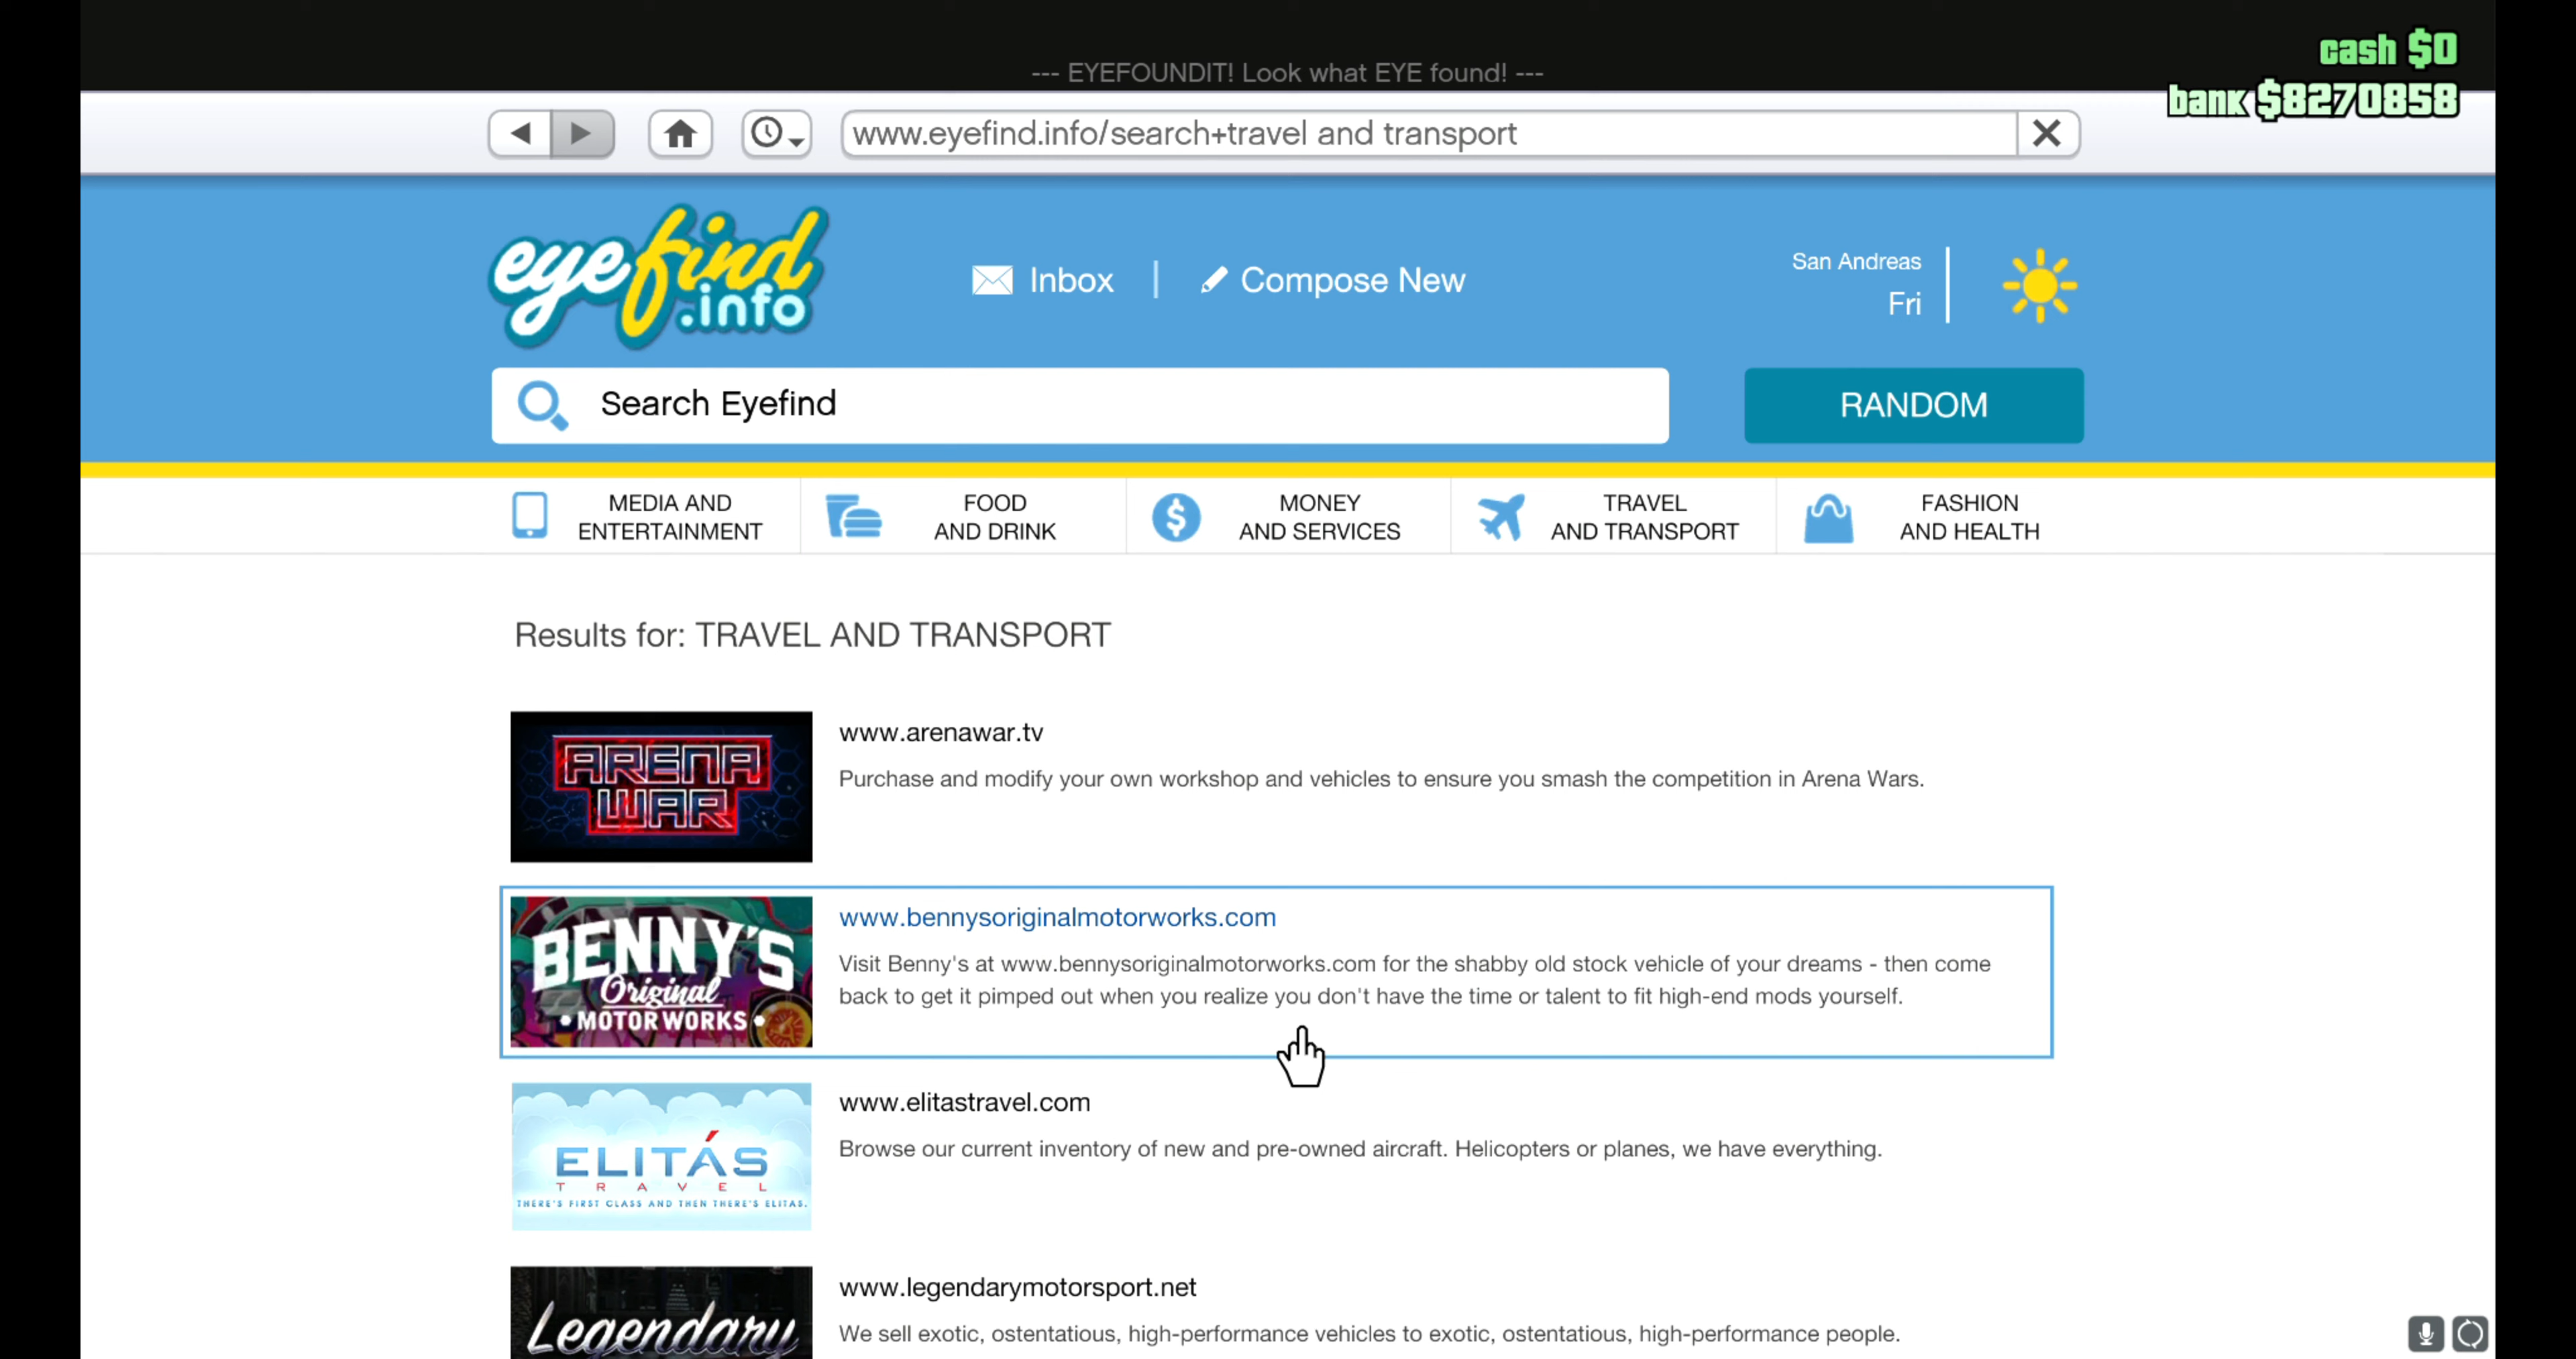 cash $0
--- EYEFOUNDIT! Look what EYE found! ---
bank $8270858
www.eyefind.info/search+travel and transport
eyefind
.info
Inbox
Compose New
San Andreas
Fri
Search Eyefind
RANDOM
MEDIA AND
ENTERTAINMENT
FOOD
AND DRINK
MONEY
AND SERVICES
TRAVEL
AND TRANSPORT
FASHION
AND HEALTH
Results for: TRAVEL AND TRANSPORT
ARENA
WAR
www.arenawar.tv
Purchase and modify your own workshop and vehicles to ensure you smash the competition in Arena Wars.
BENNY'S
Original
MOTOR WORKS
www.bennysoriginalmotorworks.com
Visit Benny's at www.bennysoriginalmotorworks.com for the shabby old stock vehicle of your dreams - then come
back to get it pimped out when you realize you don't have the time or talent to fit high-end mods yourself.
ELITÁS
TRAVEL
THERE'S FIRST CLASS AND THEN THERE'S ELITAS.
www.elitastravel.com
Browse our current inventory of new and pre-owned aircraft. Helicopters or planes, we have everything.
Legendary
www.legendarymotorsport.net
We sell exotic, ostentatious, high-performance vehicles to exotic, ostentatious, high-performance people.